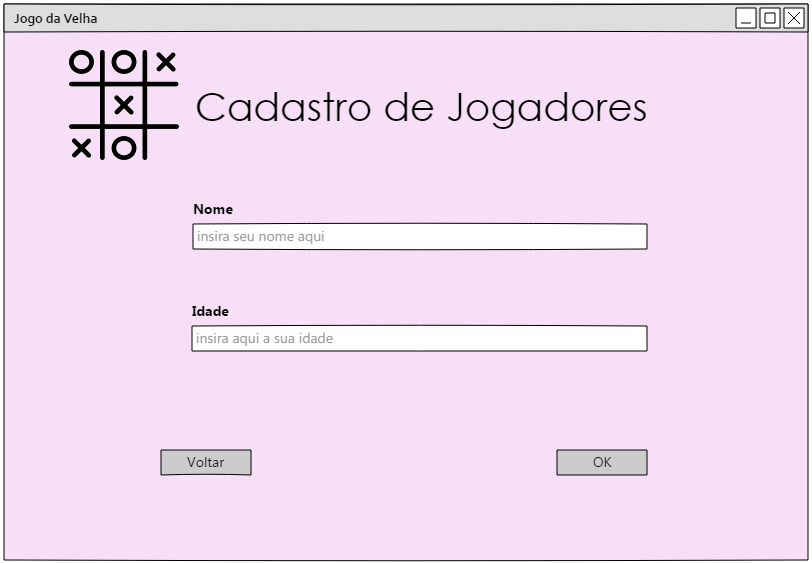 Jogo da Velha
Cadastro de Jogadores
Nome
insira seu nome aqui
Idade
insira aqui a sua idade
Voltar
OK